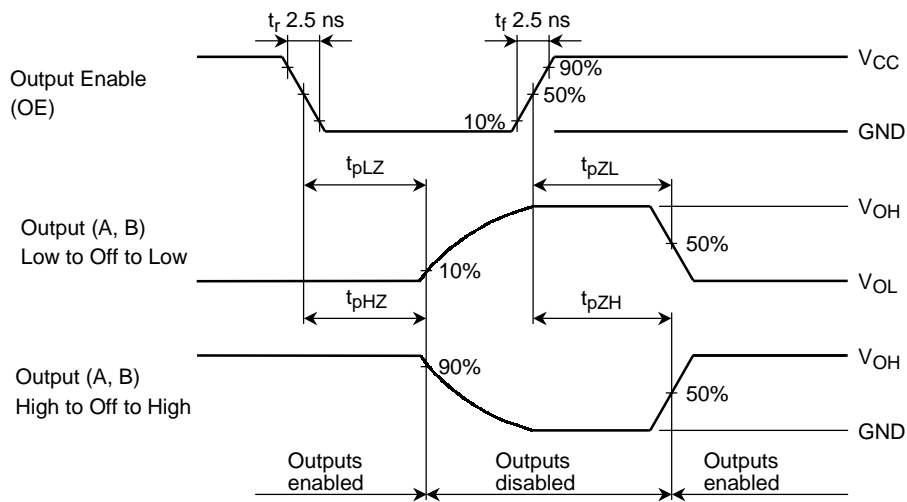 tr 2.5 ns
tf 2.5 ns
Output Enable
(OE)
90%
50%
10%
VCC
GND
tpLZ
tpZL
Output (A, B)
Low to Off to Low
10%
50%
VOH
VOL
tpHZ
tpZH
Output (A, B)
High to Off to High
90%
50%
VOH
GND
Outputs
enabled
Outputs
disabled
Outputs
enabled